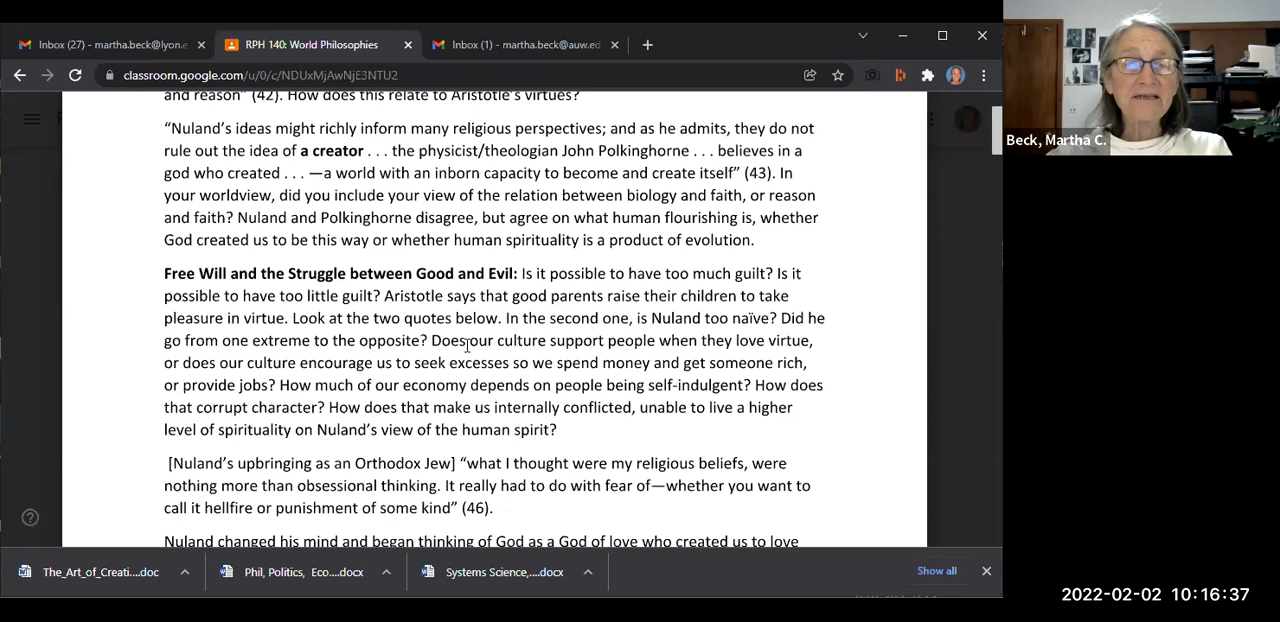 Inbox (27) - martha.beck@lyon.e
RPH 140: World Philosophies
Inbox (1) - martha.beck@auw.ed
classroom.google.com/u/0/c/NDUxMjAwNjE3NTU2
and reason” (42). How does this relate to Aristotle’s virtues?
“Nuland’s ideas might richly inform many religious perspectives; and as he admits, they do not
rule out the idea of a creator . . . the physicist/theologian John Polkinghorne . . . believes in a
god who created . . . —a world with an inborn capacity to become and create itself” (43). In
your worldview, did you include your view of the relation between biology and faith, or reason
and faith? Nuland and Polkinghorne disagree, but agree on what human flourishing is, whether
God created us to be this way or whether human spirituality is a product of evolution.
Free Will and the Struggle between Good and Evil: Is it possible to have too much guilt? Is it
possible to have too little guilt? Aristotle says that good parents raise their children to take
pleasure in virtue. Look at the two quotes below. In the second one, is Nuland too naïve? Did he
go from one extreme to the opposite? Does our culture support people when they love virtue,
or does our culture encourage us to seek excesses so we spend money and get someone rich,
or provide jobs? How much of our economy depends on people being self-indulgent? How does
that corrupt character? How does that make us internally conflicted, unable to live a higher
level of spirituality on Nuland’s view of the human spirit?
[Nuland’s upbringing as an Orthodox Jew] “what I thought were my religious beliefs, were
nothing more than obsessional thinking. It really had to do with fear of—whether you want to
call it hellfire or punishment of some kind” (46).
Nuland changed his mind and began thinking of God as a God of love who created us to love
The_Art_of_Creati....doc
Phil, Politics, Eco....docx
Systems Science,....docx
Show all
Beck, Martha C.
2022-02-02 10:16:37